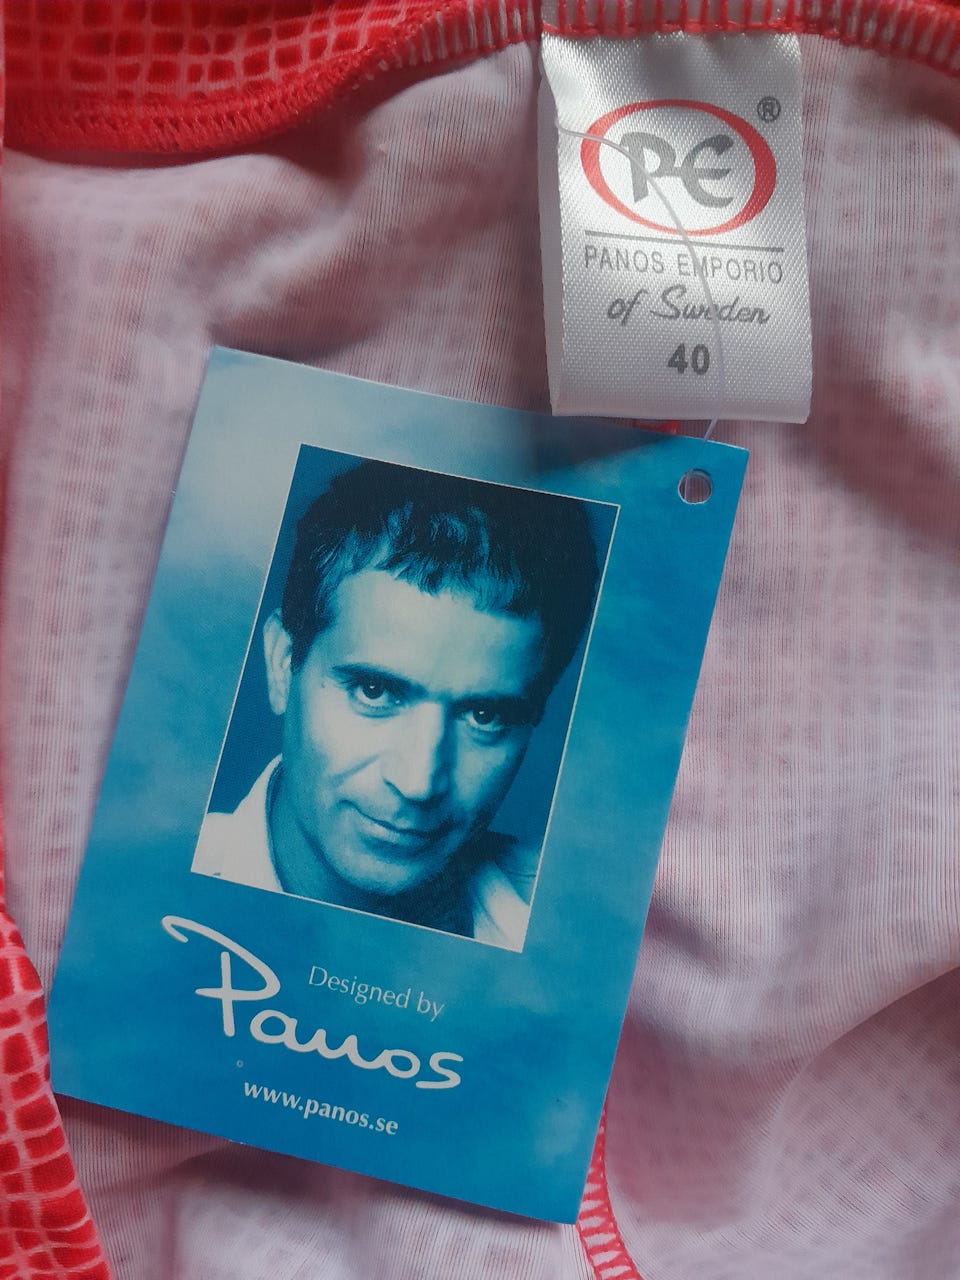 PE ®
PANOS EMPORIO
of Sweden
40
Designed by
Panos
www.panos.se